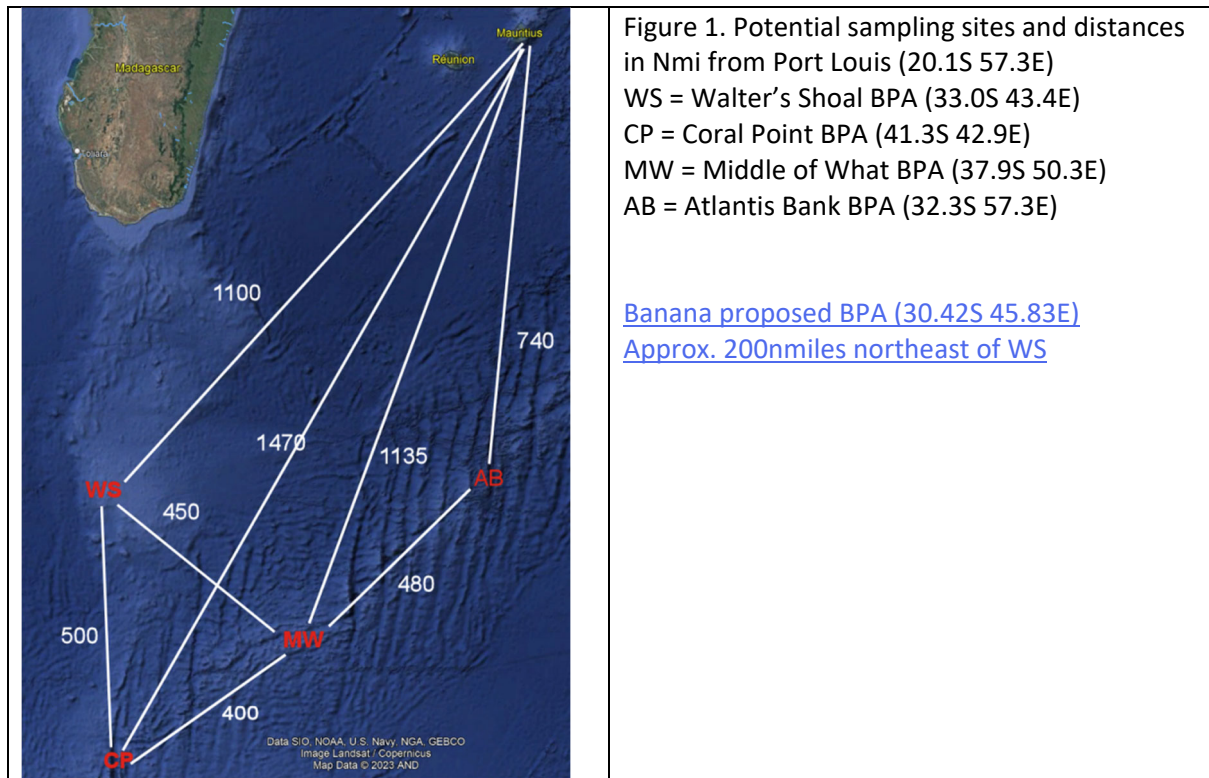 Mauritius
Réunion
Madagascar
Toliara
1100
740
1470
1135
WS
AB
450
480
500
MW
400
CP
Data SIO, NOAA, U.S. Navy, NGA, GEBCO
Image Landsat / Copernicus
Map Data © 2023 AND
Figure 1. Potential sampling sites and distances
in Nmi from Port Louis (20.1S 57.3E)
WS = Walter’s Shoal BPA (33.0S 43.4E)
CP = Coral Point BPA (41.3S 42.9E)
MW = Middle of What BPA (37.9S 50.3E)
AB = Atlantis Bank BPA (32.3S 57.3E)
Banana proposed BPA (30.42S 45.83E)
Approx. 200nmiles northeast of WS